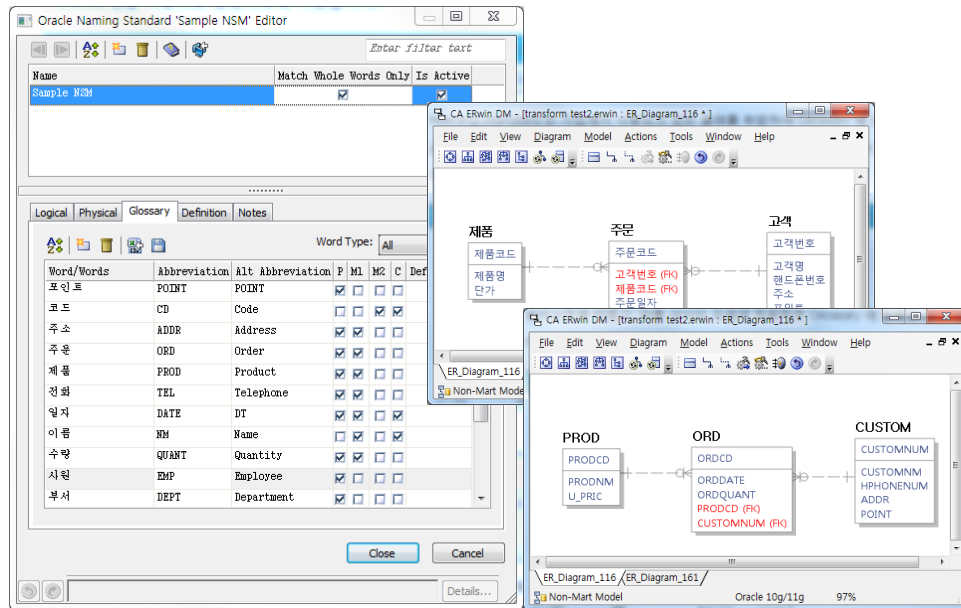 Oracle Naming Standard 'Sample NSM' Editor
Enter filter text
Name Match Whole Words Only Is Active
Sample NSM
Logical Physical Glossary Definition Notes
Word Type: All
Word/Words Abbreviation Alt Abbreviation P M1 M2 C Def
포인트 POINT POINT
코드 CD Code
주소 ADDR Address
주문 ORD Order
제품 PROD Product
전화 TEL Telephone
일자 DATE DT
이름 NM Name
수량 QUANT Quantity
사원 EMP Employee
부서 DEPT Department
Close Cancel
Details...
CA ERwin DM - [transform test2.erwin : ER_Diagram_116 * ]
File Edit View Diagram Model Actions Tools Window Help
제품
제품코드
제품명
단가
주문
주문코드
고객번호 (FK)
제품코드 (FK)
주문일자
고객
고객번호
고객명
핸드폰번호
주소
포인트
ER_Diagram_116
Non-Mart Mode
CA ERwin DM - [transform test2.erwin : ER_Diagram_116 * ]
File Edit View Diagram Model Actions Tools Window Help
PROD
PRODCD
PRODNM
U_PRIC
ORD
ORDCD
ORDDATE
ORDQUANT
PRODCD (FK)
CUSTOMNUM (FK)
CUSTOM
CUSTOMNUM
CUSTOMNM
HPHONENUM
ADDR
POINT
ER_Diagram_116 ER_Diagram_161
Non-Mart Model Oracle 10g/11g 97%